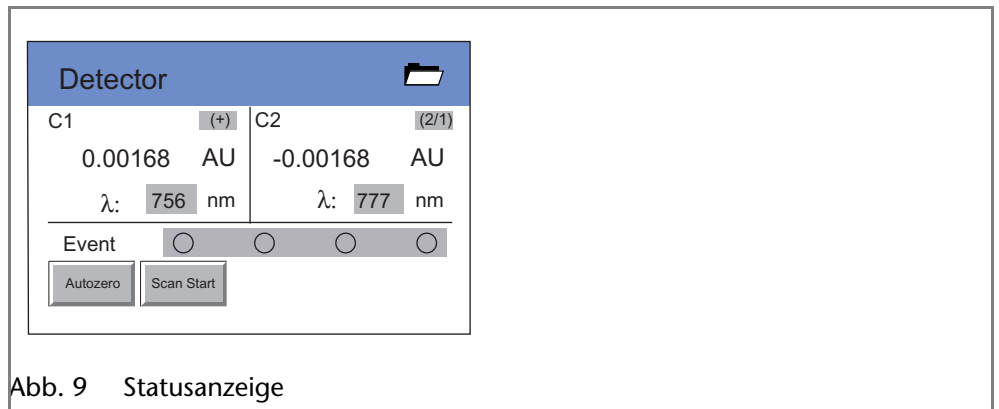 Detector
C1 (+) C2 (2/1)
0.00168 AU -0.00168 AU
λ: 756 nm λ: 777 nm
Event
Autozero Scan Start
Abb. 9 Statusanzeige